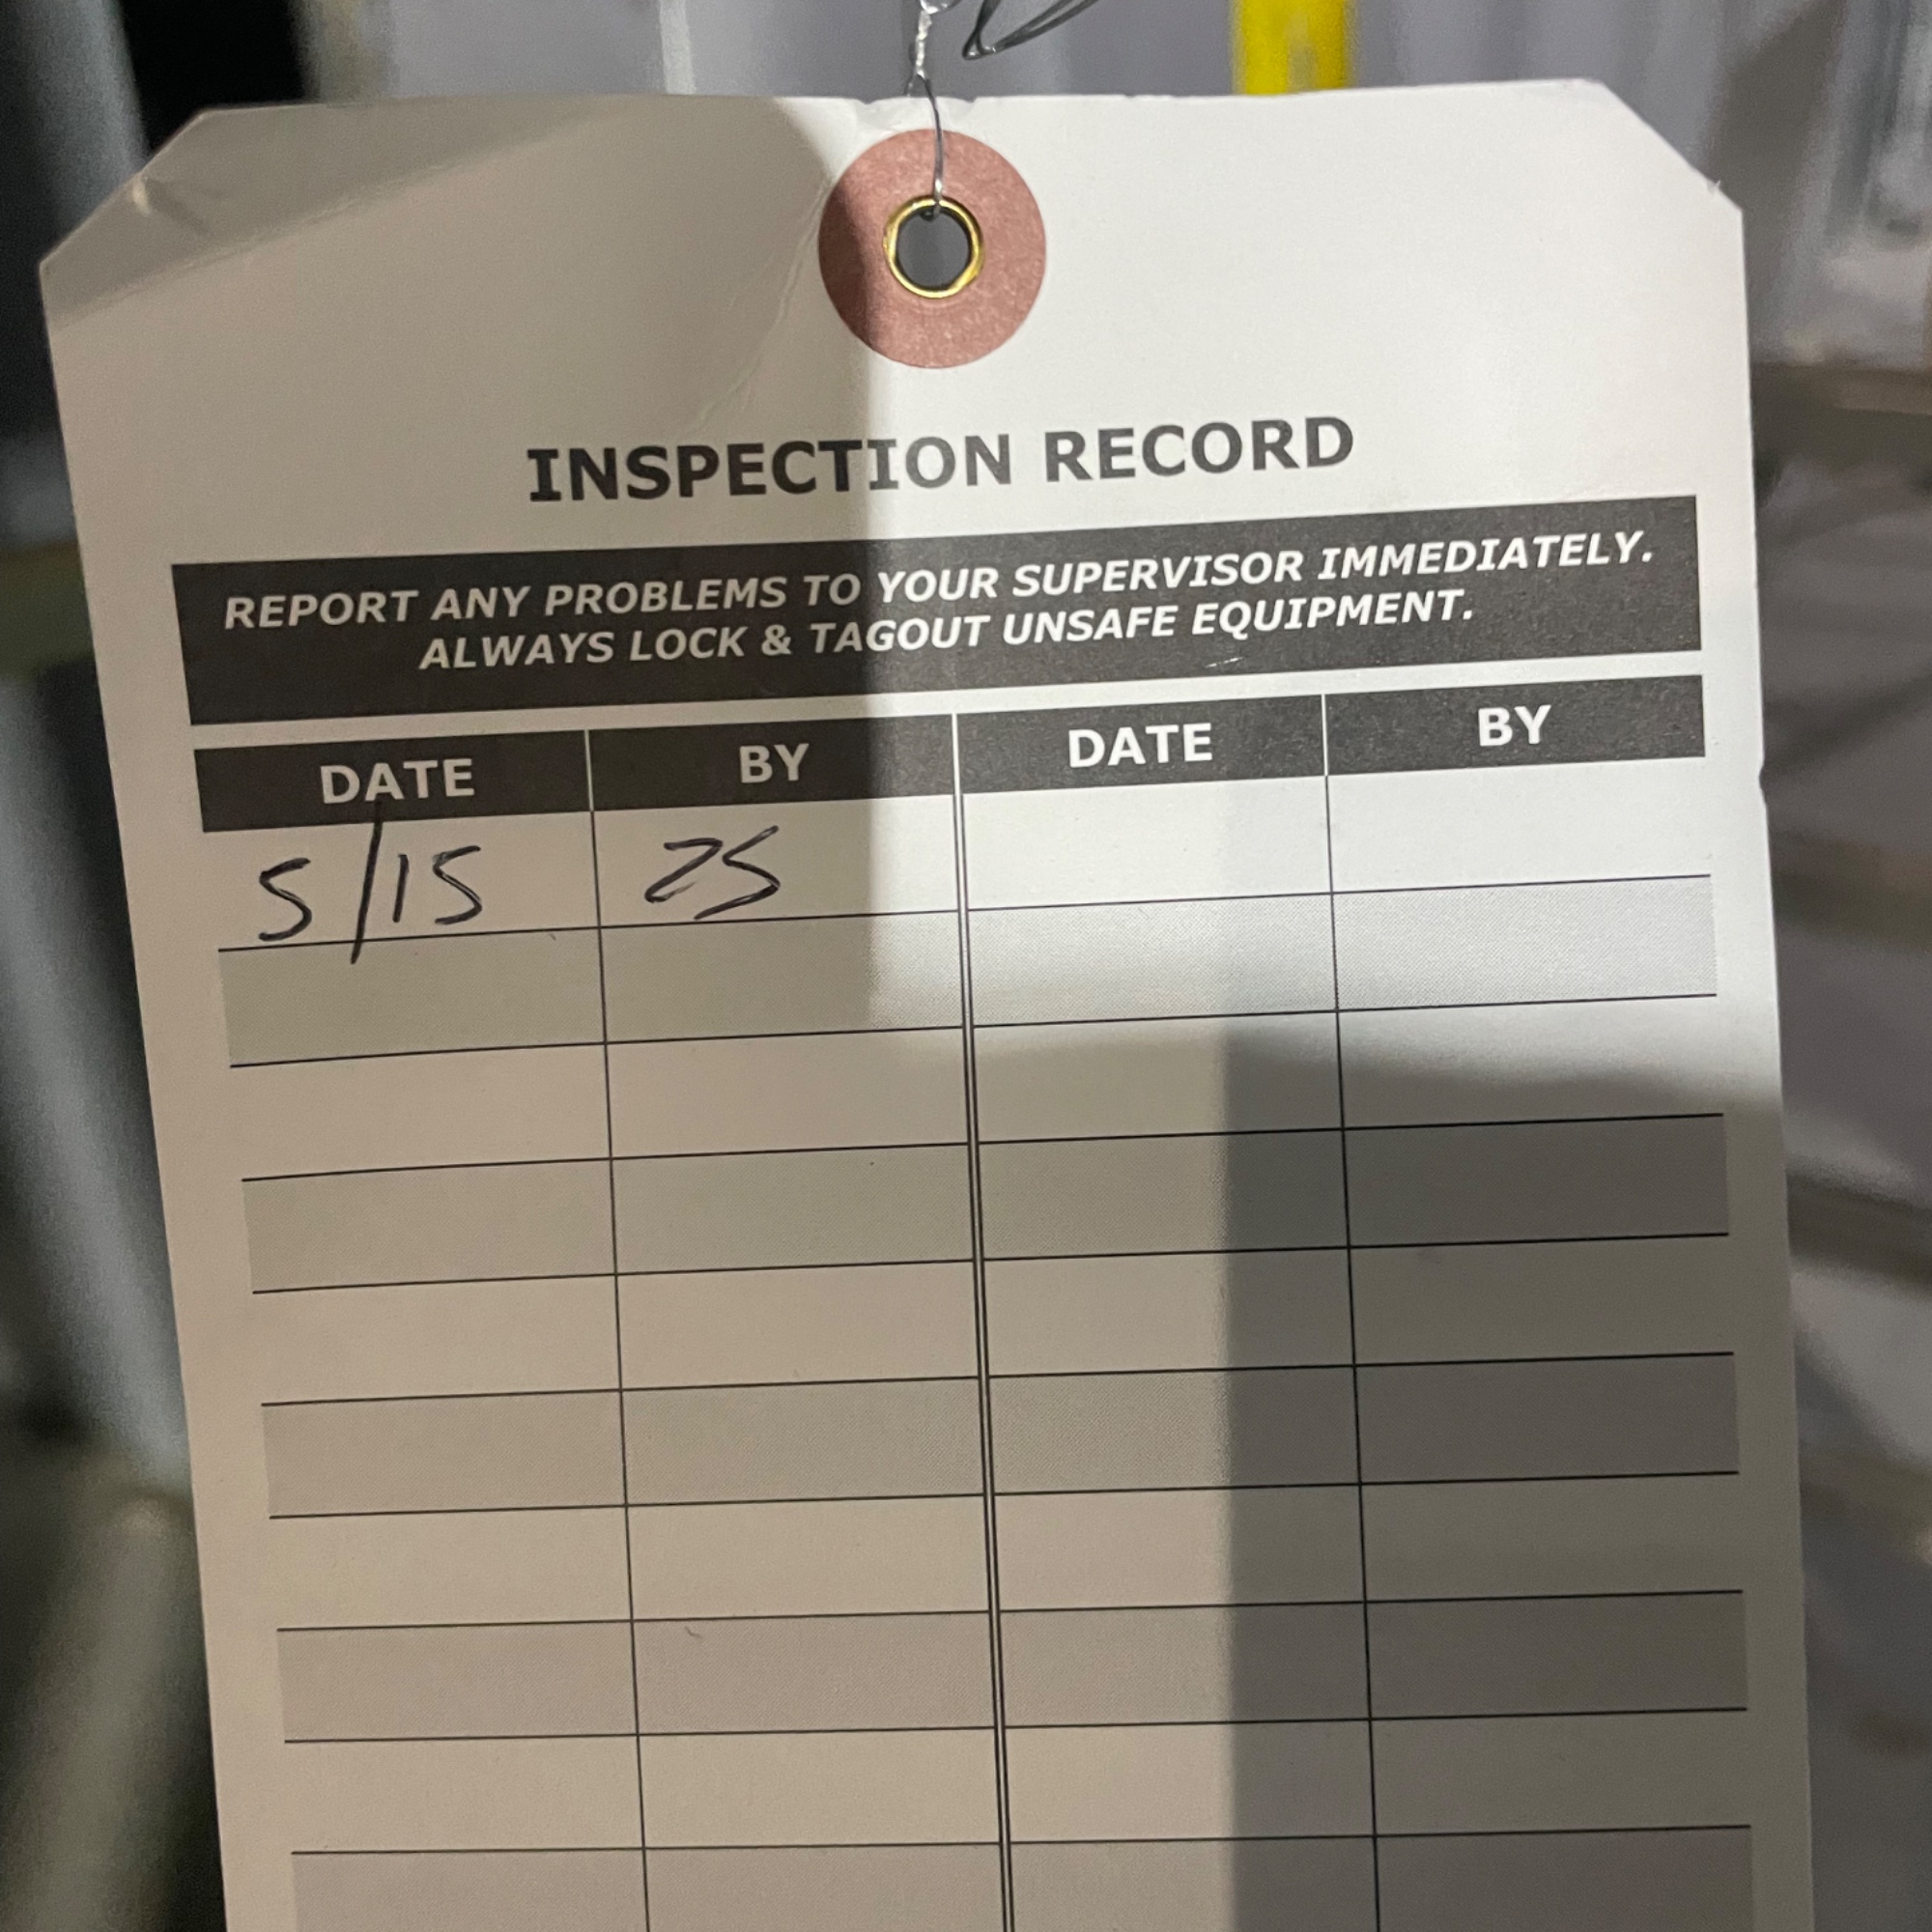 INSPECTION RECORD
REPORT ANY PROBLEMS TO YOUR SUPERVISOR IMMEDIATELY.
ALWAYS LOCK & TAGOUT UNSAFE EQUIPMENT.
DATE BY DATE BY
5/15 ZS